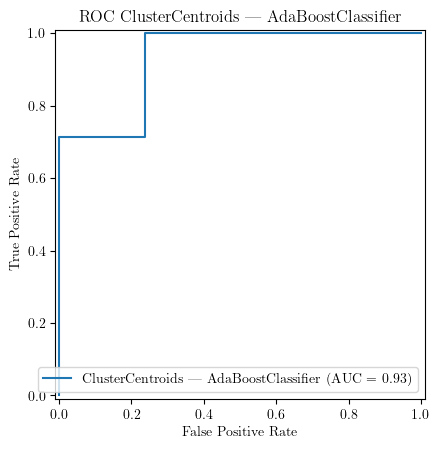 ROC ClusterCentroids — AdaBoostClassifier
1.0
0.8
0.6
0.4
0.2
0.0
True Positive Rate
ClusterCentroids — AdaBoostClassifier (AUC = 0.93)
0.0 0.2 0.4 0.6 0.8 1.0
False Positive Rate